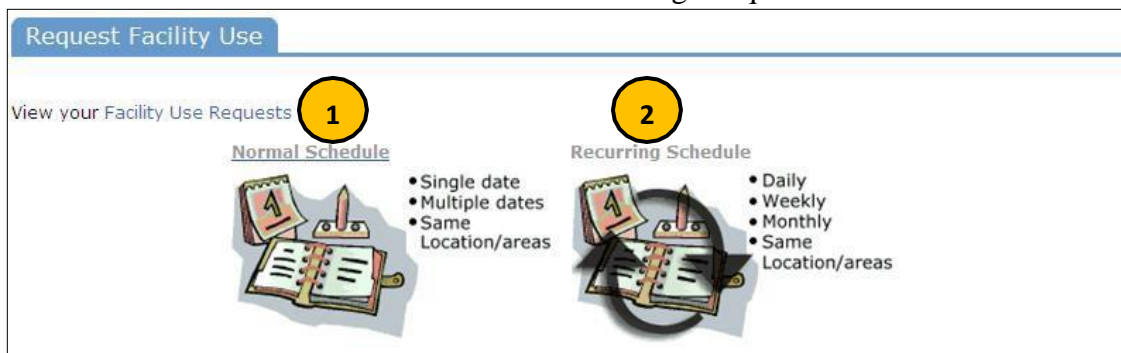 Request Facility Use
View your Facility Use Requests
1
2
Normal Schedule
• Single date
• Multiple dates
• Same
Location/areas
1
Recurring Schedule
• Daily
• Weekly
• Monthly
• Same
Location/areas
1